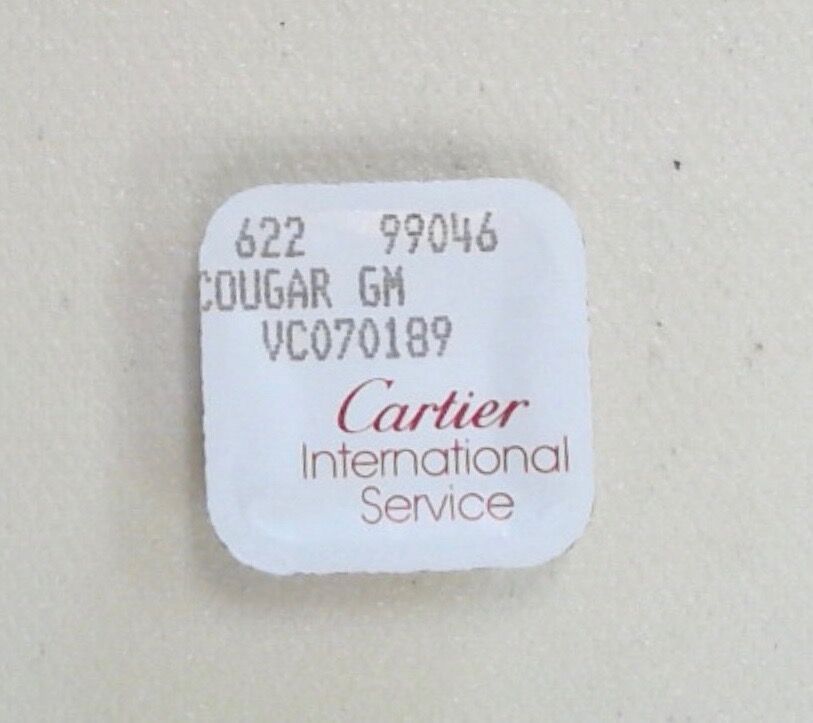 622 99046
COUGAR GM
VC070189
Cartier
International
Service